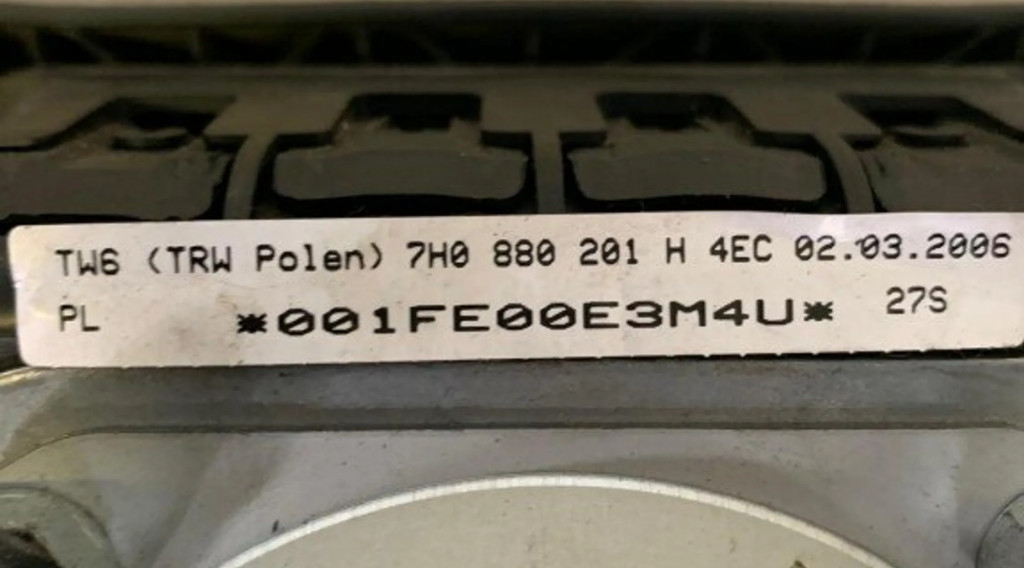 TW6 (TRW Polen) 7H0 880 201 H 4EC 02.03.2006
PL *001FE00E3M4U* 27S